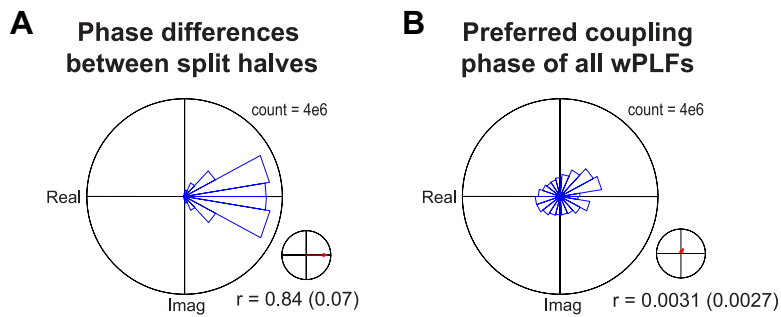 A
Phase differences
between split halves
count = 4e6
Real
Imag
r = 0.84 (0.07)
B
Preferred coupling
phase of all wPLFs
count = 4e6
Real
Imag
r = 0.0031 (0.0027)